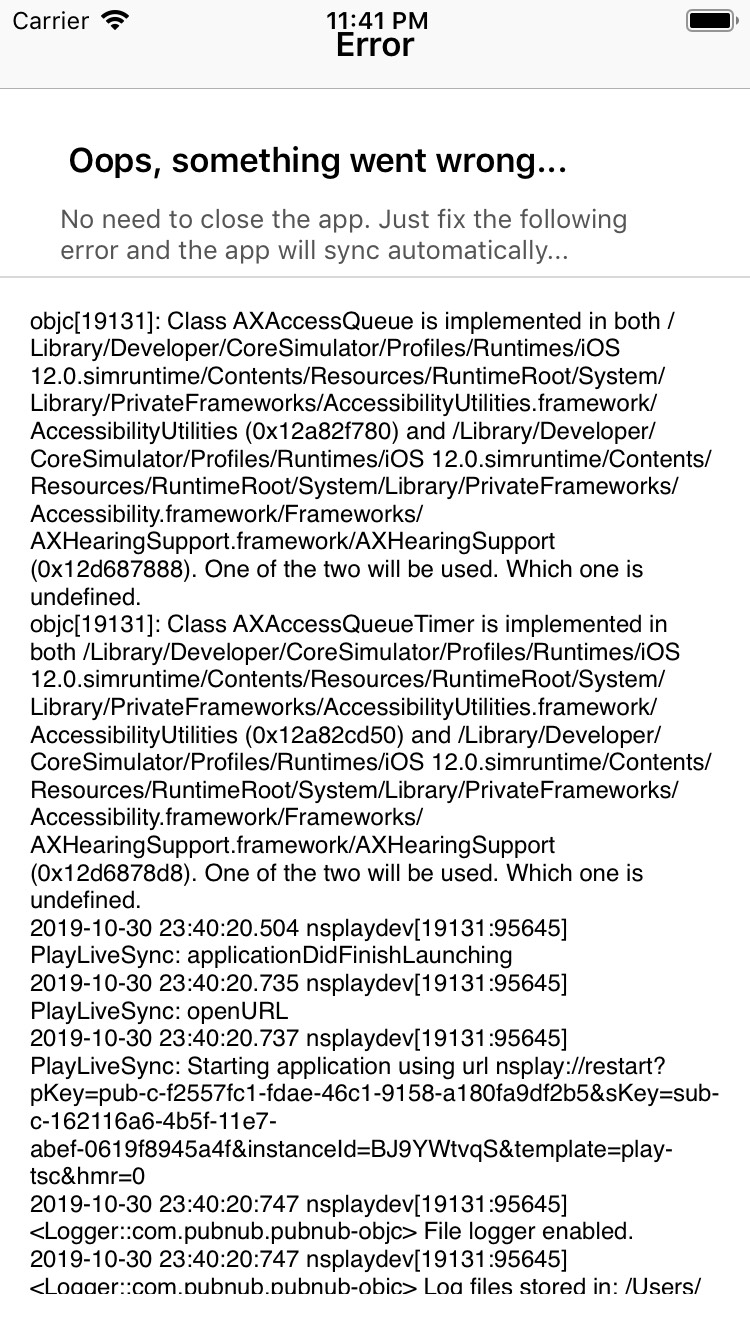 Carrier
11:41 PM
Error
Oops, something went wrong...
No need to close the app. Just fix the following
error and the app will sync automatically...
objc[19131]: Class AXAccessQueue is implemented in both /
Library/Developer/CoreSimulator/Profiles/Runtimes/iOS
12.0.simruntime/Contents/Resources/RuntimeRoot/System/
Library/PrivateFrameworks/AccessibilityUtilities.framework/
AccessibilityUtilities (0x12a82f780) and /Library/Developer/
CoreSimulator/Profiles/Runtimes/iOS 12.0.simruntime/Contents/
Resources/RuntimeRoot/System/Library/PrivateFrameworks/
Accessibility.framework/Frameworks/
AXHearingSupport.framework/AXHearingSupport
(0x12d687888). One of the two will be used. Which one is
undefined.
objc[19131]: Class AXAccessQueueTimer is implemented in
both /Library/Developer/CoreSimulator/Profiles/Runtimes/iOS
12.0.simruntime/Contents/Resources/RuntimeRoot/System/
Library/PrivateFrameworks/AccessibilityUtilities.framework/
AccessibilityUtilities (0x12a82cd50) and /Library/Developer/
CoreSimulator/Profiles/Runtimes/iOS 12.0.simruntime/Contents/
Resources/RuntimeRoot/System/Library/PrivateFrameworks/
Accessibility.framework/Frameworks/
AXHearingSupport.framework/AXHearingSupport
(0x12d6878d8). One of the two will be used. Which one is
undefined.
2019-10-30 23:40:20.504 nsplaydev[19131:95645]
PlayLiveSync: applicationDidFinishLaunching
2019-10-30 23:40:20.735 nsplaydev[19131:95645]
PlayLiveSync: openURL
2019-10-30 23:40:20.737 nsplaydev[19131:95645]
PlayLiveSync: Starting application using url nsplay://restart?
pKey=pub-c-f2557fc1-fdae-46c1-9158-a180fa9df2b5&sKey=sub-
c-162116a6-4b5f-11e7-
abef-0619f8945a4f&instanceId=BJ9YWtvqS&template=play-
tsc&hmr=0
2019-10-30 23:40:20:747 nsplaydev[19131:95645]
<Logger::com.pubnub.pubnub-objc> File logger enabled.
2019-10-30 23:40:20:747 nsplaydev[19131:95645]
<Logger::com.pubnub.pubnub-objc> Log files stored in: /Users/